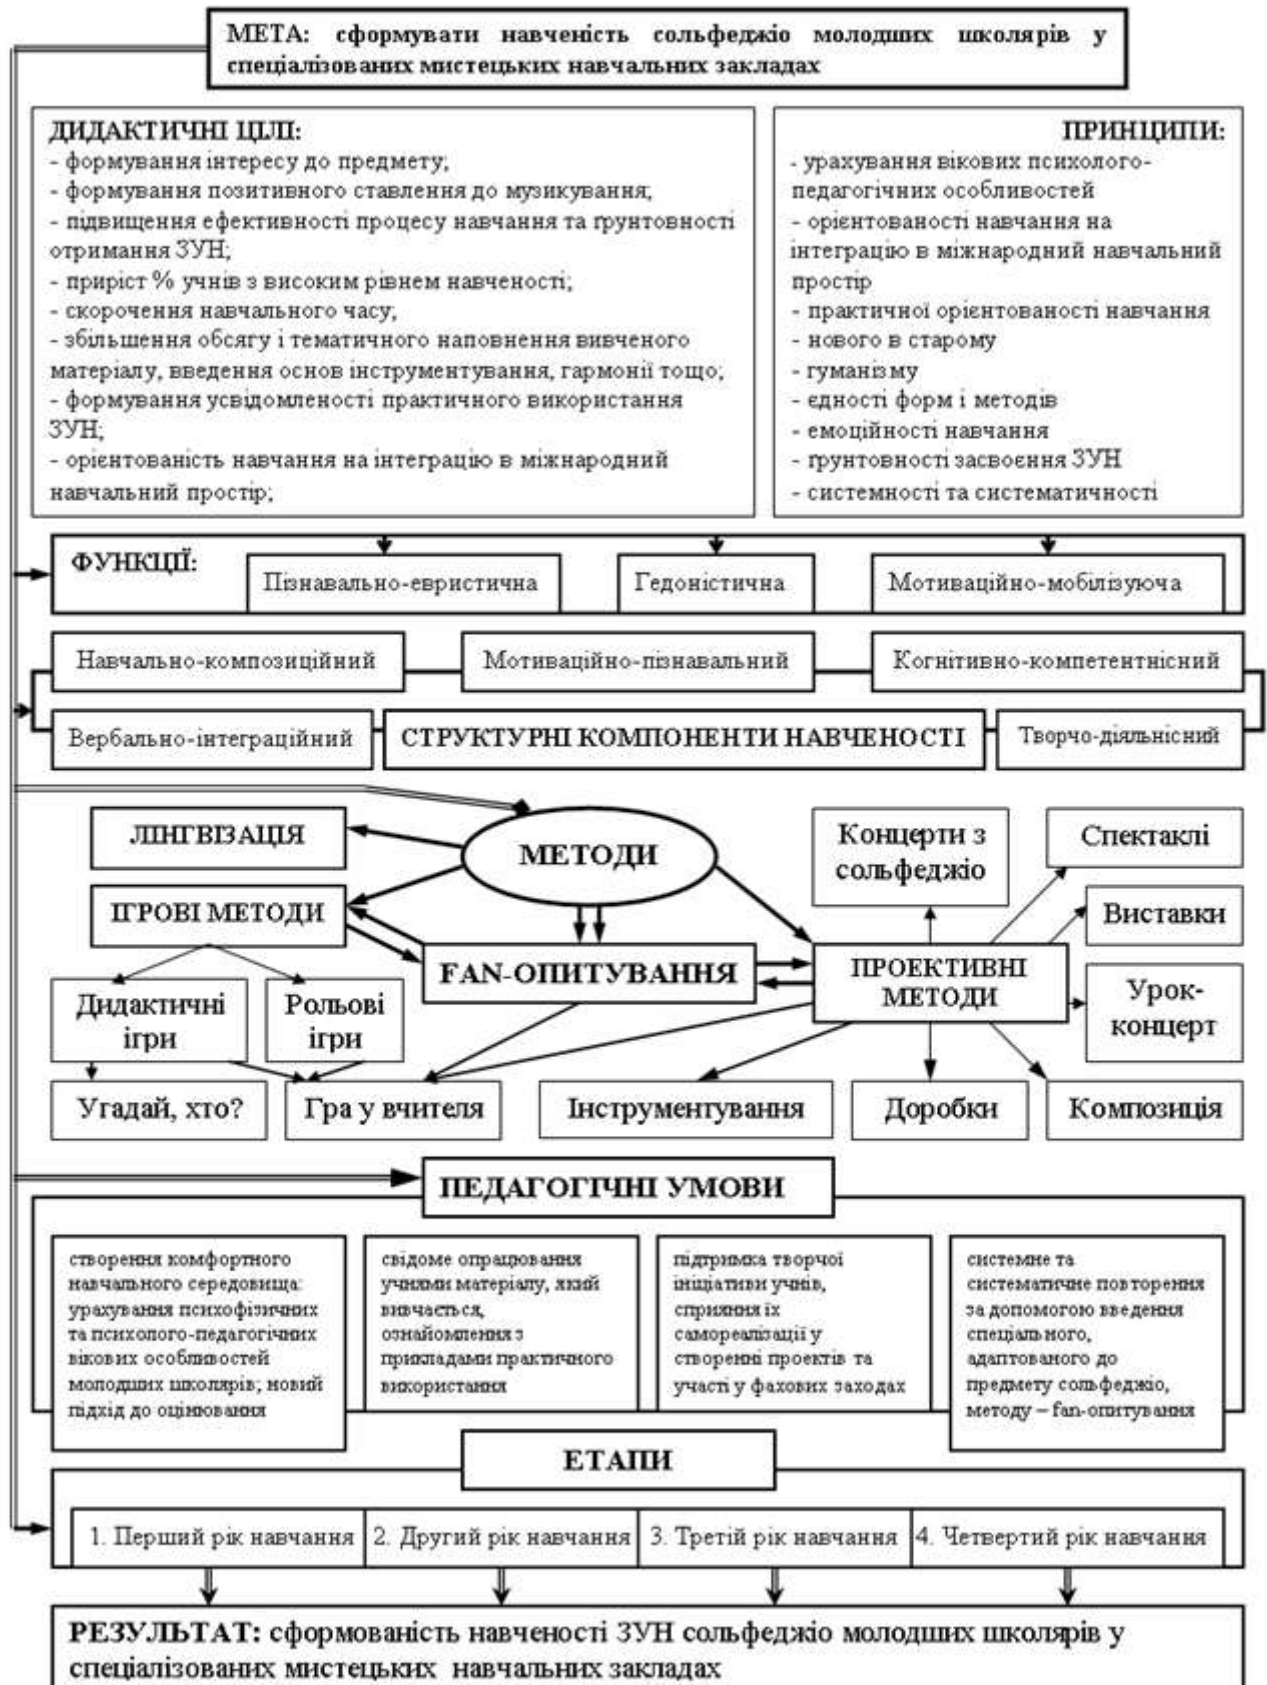 МЕТА: сформувати навченість сольфеджіо молодших школярів у
спеціалізованих мистецьких навчальних закладах
ДИДАКТИЧНІ ЦІЛІ:
- формування інтересу до предмету;
- формування позитивного ставлення до музикування;
- підвищення ефективності процесу навчання та ґрунтовності
отримання ЗУН;
- приріст % учнів з високим рівнем навченості;
- скорочення навчального часу;
- збільшення обсягу і тематичного наповнення вивченого
матеріалу, введення основ інструментування, гармонії тощо;
- формування усвідомленості практичного використання
ЗУН;
- орієнтованість навчання на інтеграцію в міжнародний
навчальний простір;
ПРИНЦИПИ:
- урахування вікових психолого-
педагогічних особливостей
- орієнтованості навчання на
інтеграцію в міжнародний навчальний
простір
- практичної орієнтованості навчання
- нового в старому
- гуманізму
- єдності форм і методів
- емоційності навчання
- ґрунтовності засвоєння ЗУН
- системності та систематичності
ФУНКЦІЇ:
Пізнавально-евристична
Гедоністична
Мотиваційно-мобілізуюча
Навчально-композиційний
Мотиваційно-пізнавальний
Когнітивно-компетентнісний
Вербально-інтеграційний
СТРУКТУРНІ КОМПОНЕНТИ НАВЧЕНОСТІ
Творчо-діяльнісний
ЛІНГВІЗАЦІЯ
МЕТОДИ
Концерти з
сольфеджіо
Спектаклі
ІГРОВІ МЕТОДИ
Виставки
FAN-ОПИТУВАННЯ
ПРОЕКТИВНІ
МЕТОДИ
Урок-
концерт
Дидактичні
ігри
Рольові
ігри
Угадай, хто?
Гра у вчителя
Інструментування
Доробки
Композиція
ПЕДАГОГІЧНІ УМОВИ
створення комфортного
навчального середовища:
урахування психофізичних
та психолого-педагогічних
вікових особливостей
молодших школярів; новий
підхід до оцінювання
свідоме опрацювання
учнями матеріалу, який
вивчається,
ознайомлення з
прикладами практичного
використання
підтримка творчої
ініціативи учнів,
сприяння їх
самореалізації у
створенні проектів та
участі у фахових заходах
системне та
систематичне повторення
за допомогою введення
спеціального,
адаптованого до
предмету сольфеджіо,
методу – fan-опитування
ЕТАПИ
1. Перший рік навчання
2. Другий рік навчання
3. Третій рік навчання
4. Четвертий рік навчання
РЕЗУЛЬТАТ: сформованість навченості ЗУН сольфеджіо молодших школярів у
спеціалізованих мистецьких навчальних закладах